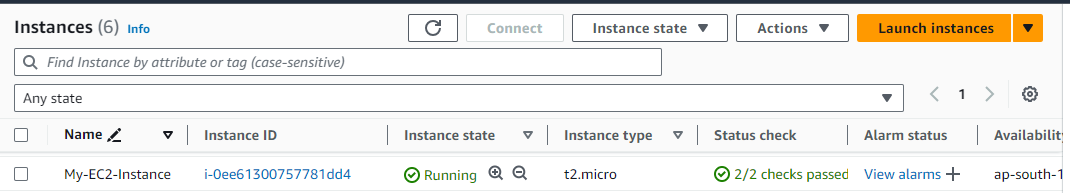 Instances (6) Info Connect Instance state Actions Launch instances
Find Instance by attribute or tag (case-sensitive)
Any state 1
Name Instance ID Instance state Instance type Status check Alarm status Availability
My-EC2-Instance i-0ee61300757781dd4 Running t2.micro 2/2 checks passed View alarms ap-south-1